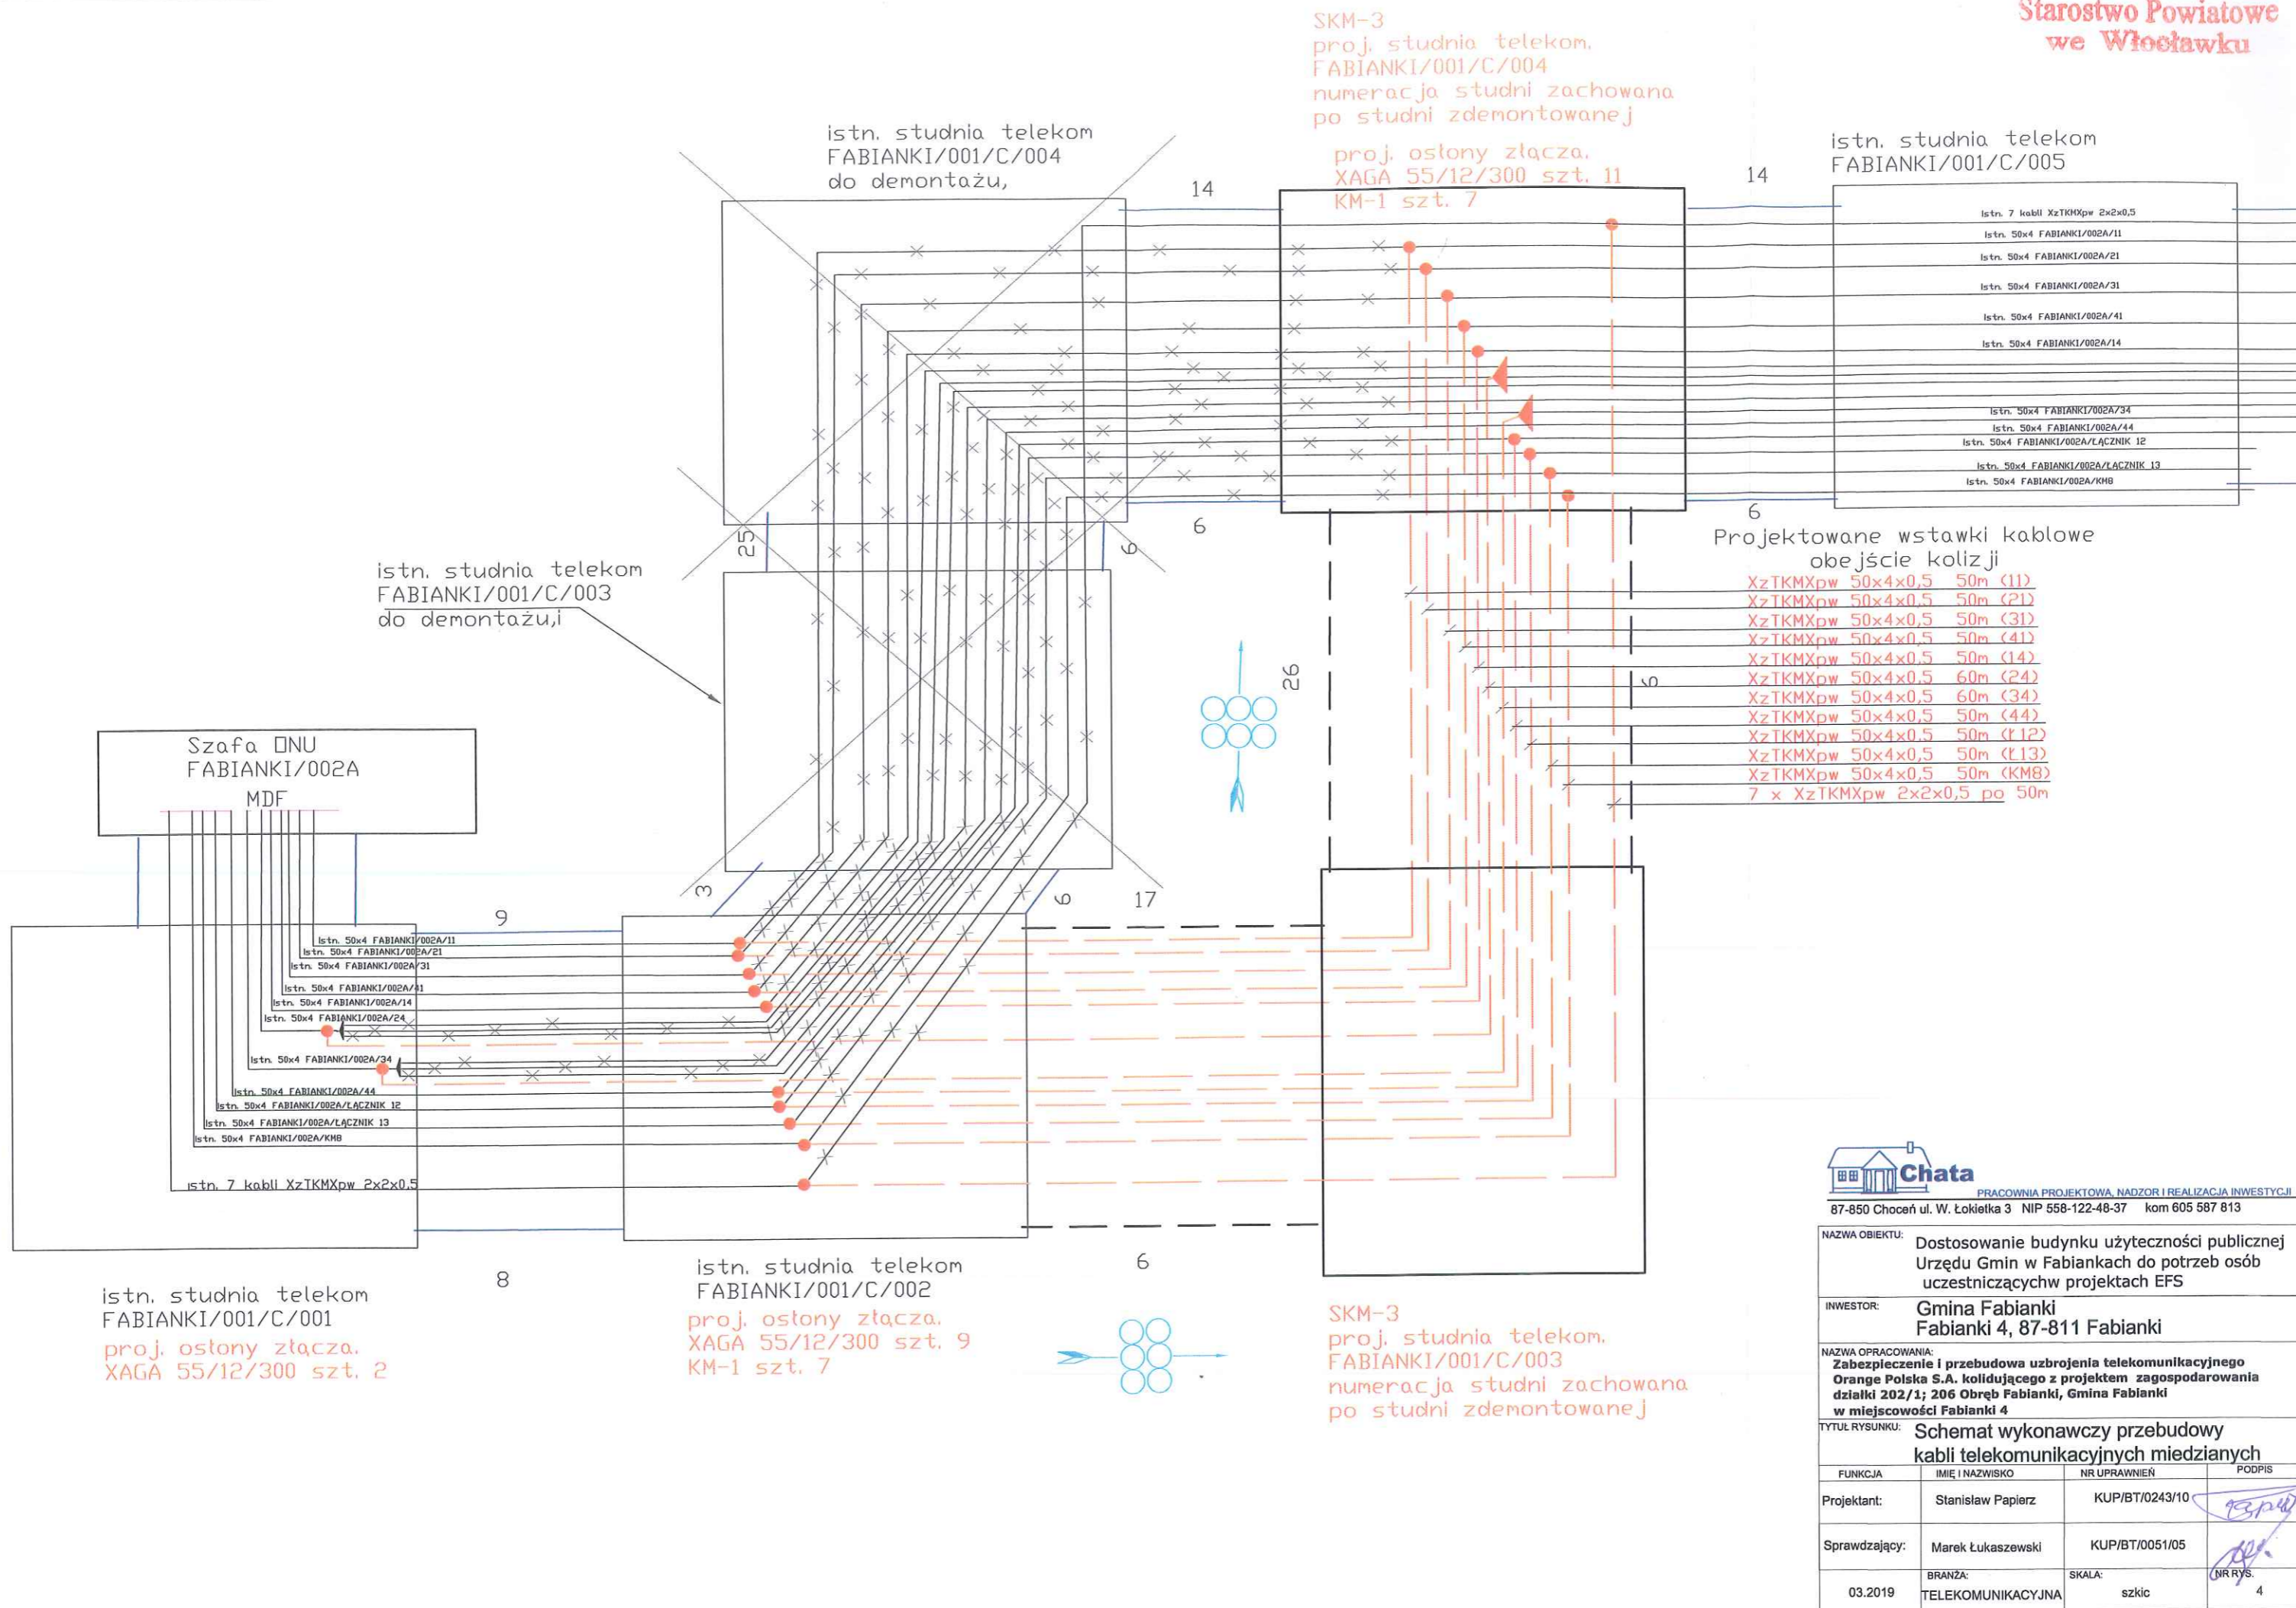 Starostwo Powiatowe
we Włocławku
SKM-3
proj. studnia telekom.
FABIANKI/001/C/004
numeracja studni zachowana
po studni zdemontowanej
proj. osłony złącza.
XAGA 55/12/300 szt. 11
KM-1 szt. 7
istn. studnia telekom
FABIANKI/001/C/004
do demontażu,
14
14
istn. studnia telekom
FABIANKI/001/C/005
Istn. 7 kabli XzTKMXpw 2x2x0,5
Istn. 50x4 FABIANKI/002A/11
Istn. 50x4 FABIANKI/002A/21
Istn. 50x4 FABIANKI/002A/31
Istn. 50x4 FABIANKI/002A/41
Istn. 50x4 FABIANKI/002A/14
Istn. 50x4 FABIANKI/002A/34
Istn. 50x4 FABIANKI/002A/44
Istn. 50x4 FABIANKI/002A/ŁĄCZNIK 12
Istn. 50x4 FABIANKI/002A/ŁĄCZNIK 13
Istn. 50x4 FABIANKI/002A/KM8
25
6
6
6
istn. studnia telekom
FABIANKI/001/C/003
do demontażu,i
Projektowane wstawki kablowe
obejście kolizji
XzTKMXpw 50x4x0,5 50m (11)
XzTKMXpw 50x4x0,5 50m (21)
XzTKMXpw 50x4x0,5 50m (31)
XzTKMXpw 50x4x0,5 50m (41)
XzTKMXpw 50x4x0,5 50m (14)
XzTKMXpw 50x4x0,5 60m (24)
XzTKMXpw 50x4x0,5 60m (34)
XzTKMXpw 50x4x0,5 50m (44)
XzTKMXpw 50x4x0,5 50m (Ł12)
XzTKMXpw 50x4x0,5 50m (Ł13)
XzTKMXpw 50x4x0,5 50m (KM8)
7 x XzTKMXpw 2x2x0,5 po 50m
26
6
Szafa ONU
FABIANKI/002A
MDF
3
6
17
9
Istn. 50x4 FABIANKI/002A/11
Istn. 50x4 FABIANKI/002A/21
Istn. 50x4 FABIANKI/002A/31
Istn. 50x4 FABIANKI/002A/41
Istn. 50x4 FABIANKI/002A/14
Istn. 50x4 FABIANKI/002A/24
Istn. 50x4 FABIANKI/002A/34
Istn. 50x4 FABIANKI/002A/44
Istn. 50x4 FABIANKI/002A/ŁĄCZNIK 12
Istn. 50x4 FABIANKI/002A/ŁĄCZNIK 13
Istn. 50x4 FABIANKI/002A/KM8
istn. 7 kabli XzTKMXpw 2x2x0,5
8
6
istn. studnia telekom
FABIANKI/001/C/001
proj. osłony złącza.
XAGA 55/12/300 szt. 2
istn. studnia telekom
FABIANKI/001/C/002
proj. osłony złącza.
XAGA 55/12/300 szt. 9
KM-1 szt. 7
SKM-3
proj. studnia telekom.
FABIANKI/001/C/003
numeracja studni zachowana
po studni zdemontowanej
Chata
PRACOWNIA PROJEKTOWA, NADZOR I REALIZACJA INWESTYCJI
87-850 Choceń ul. W. Łokietka 3 NIP 558-122-48-37 kom 605 587 813
NAZWA OBIEKTU: Dostosowanie budynku użyteczności publicznej
Urzędu Gmin w Fabiankach do potrzeb osób
uczestniczącychw projektach EFS
INWESTOR: Gmina Fabianki
Fabianki 4, 87-811 Fabianki
NAZWA OPRACOWANIA:
Zabezpieczenie i przebudowa uzbrojenia telekomunikacyjnego
Orange Polska S.A. kolidującego z projektem zagospodarowania
działki 202/1; 206 Obręb Fabianki, Gmina Fabianki
w miejscowości Fabianki 4
TYTUŁ RYSUNKU: Schemat wykonawczy przebudowy
kabli telekomunikacyjnych miedzianych
FUNKCJA IMIĘ I NAZWISKO NR UPRAWNIEŃ PODPIS
Projektant: Stanisław Papierz KUP/BT/0243/10
Sprawdzający: Marek Łukaszewski KUP/BT/0051/05
BRANŻA: SKALA: NR RYS.
03.2019 TELEKOMUNIKACYJNA szkic 4